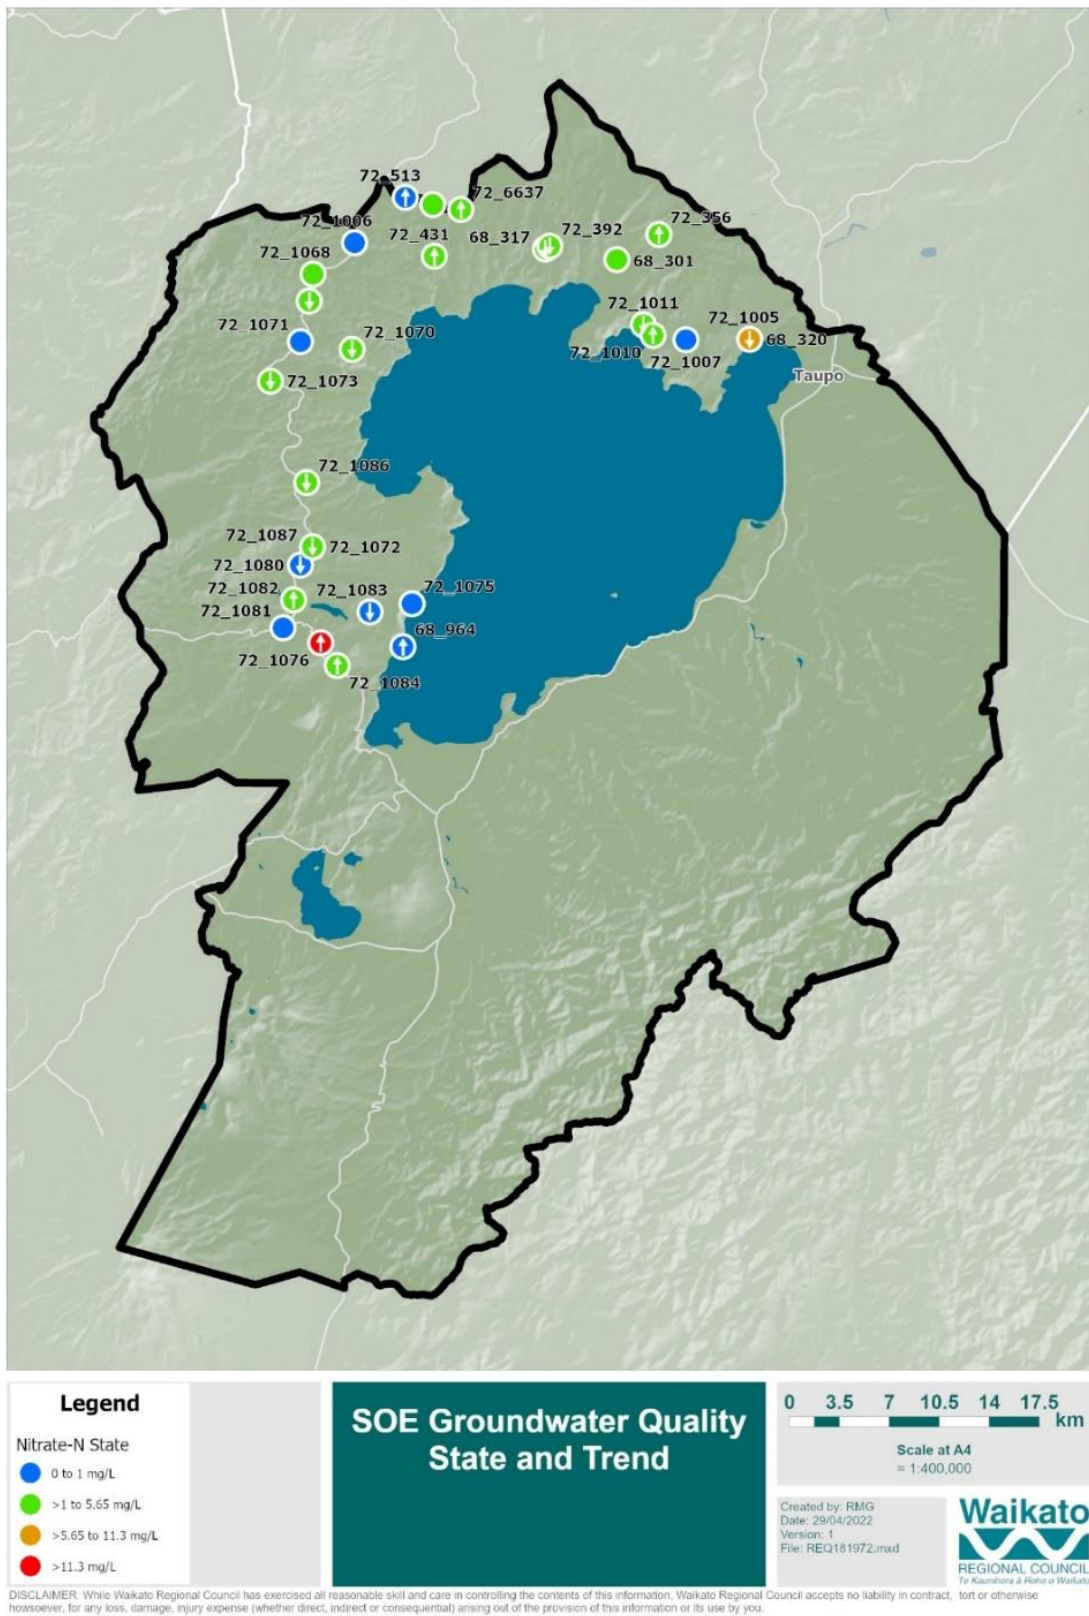 72_513
72_6637
72_1006
72_431
68_317
72_392
72_356
72_1068
68_301
72_1011
72_1071
72_1070
72_1005
72_1010
72_1007
68_320
Taupo
72_1073
72_1086
72_1087
72_1072
72_1080
72_1082
72_1083
72_1075
72_1081
68_964
72_1076
72_1084
Legend
Nitrate-N State
0 to 1 mg/L
>1 to 5.65 mg/L
>5.65 to 11.3 mg/L
>11.3 mg/L
SOE Groundwater Quality
State and Trend
0 3.5 7 10.5 14 17.5
km
Scale at A4
= 1:400,000
Created by: RMG
Date: 29/04/2022
Version: 1
File: REQ181972.mxd
Waikato
REGIONAL COUNCIL
Te Kaunihera ā Rohe o Waikato
DISCLAIMER: While Waikato Regional Council has exercised all reasonable skill and care in controlling the contents of this information, Waikato Regional Council accepts no liability in contract, tort or otherwise
howsoever, for any loss, damage, injury expense (whether direct, indirect or consequential) arising out of the provision of this information or its use by you.